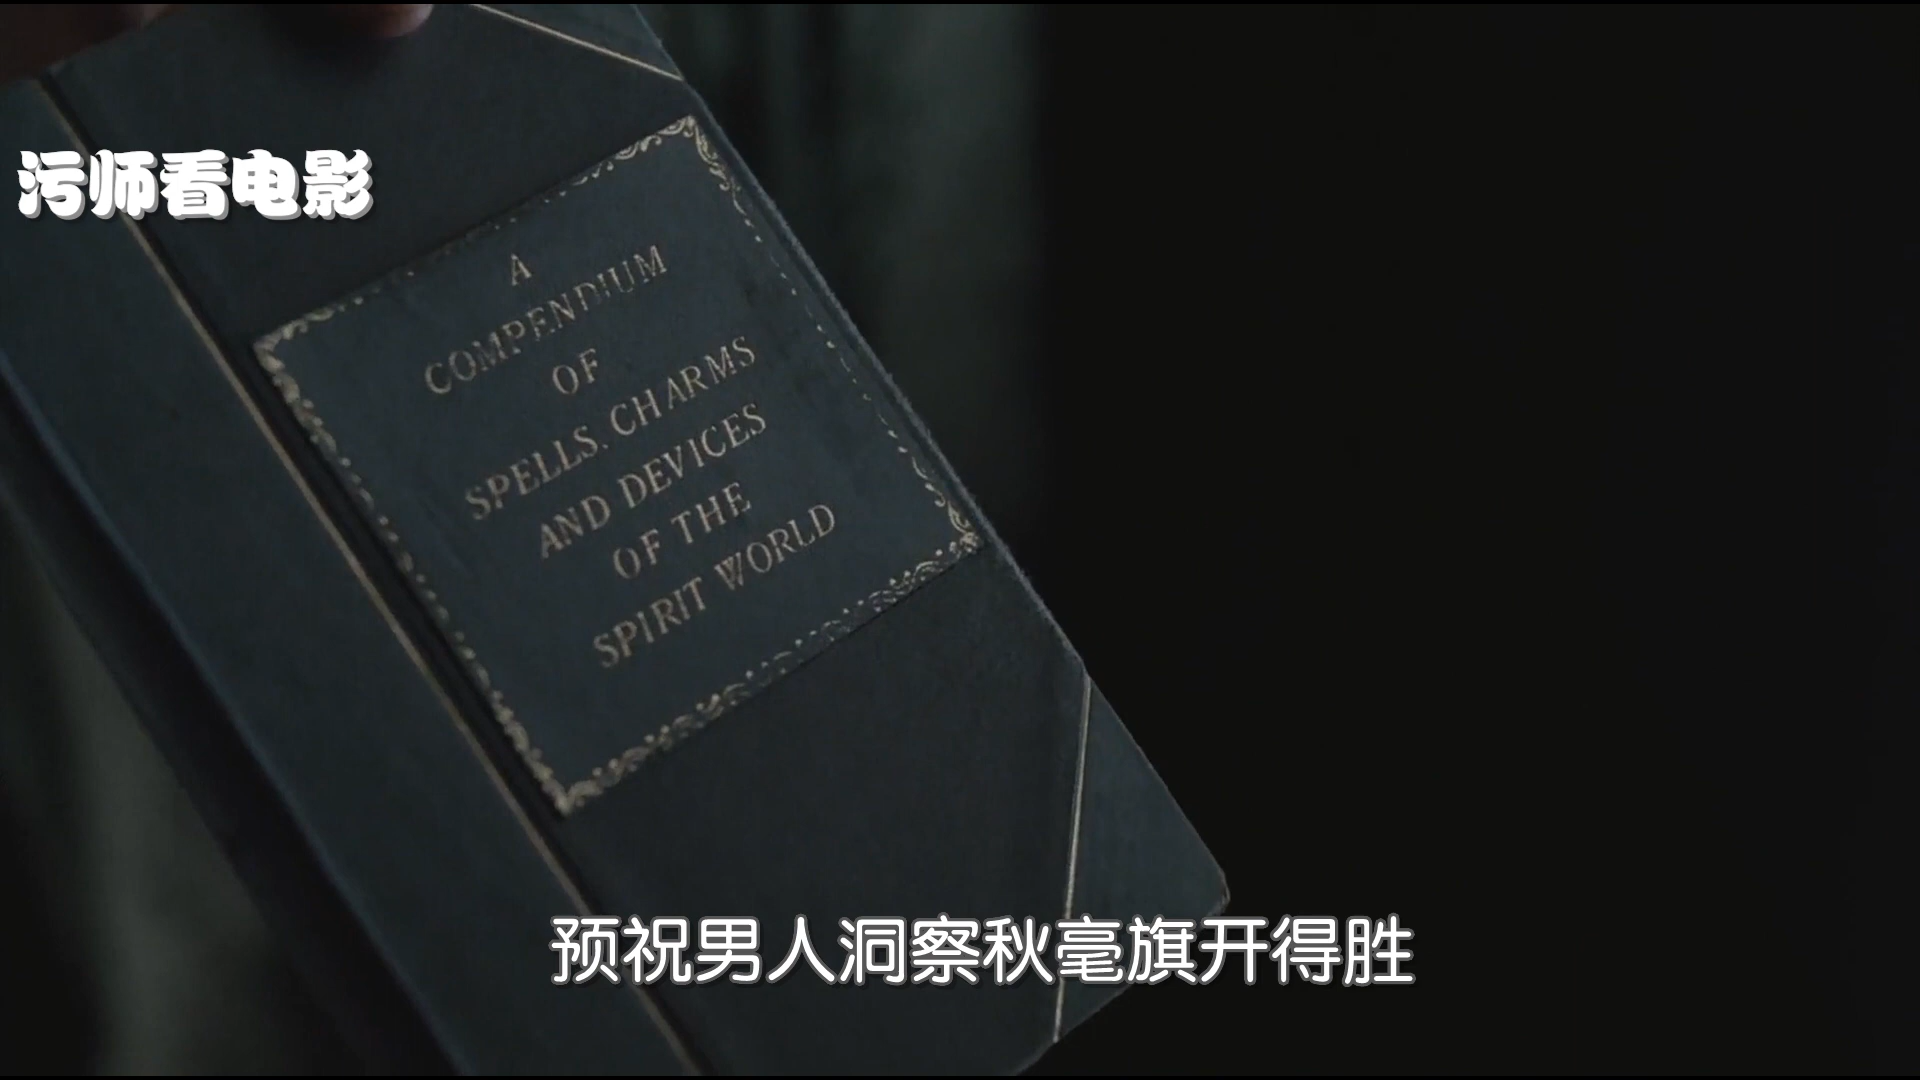 污师看电影
A
COMPENDIUM
OF
SPELLS, CHARMS
AND DEVICES
OF THE
SPIRIT WORLD
预祝男人洞察秋毫旗开得胜